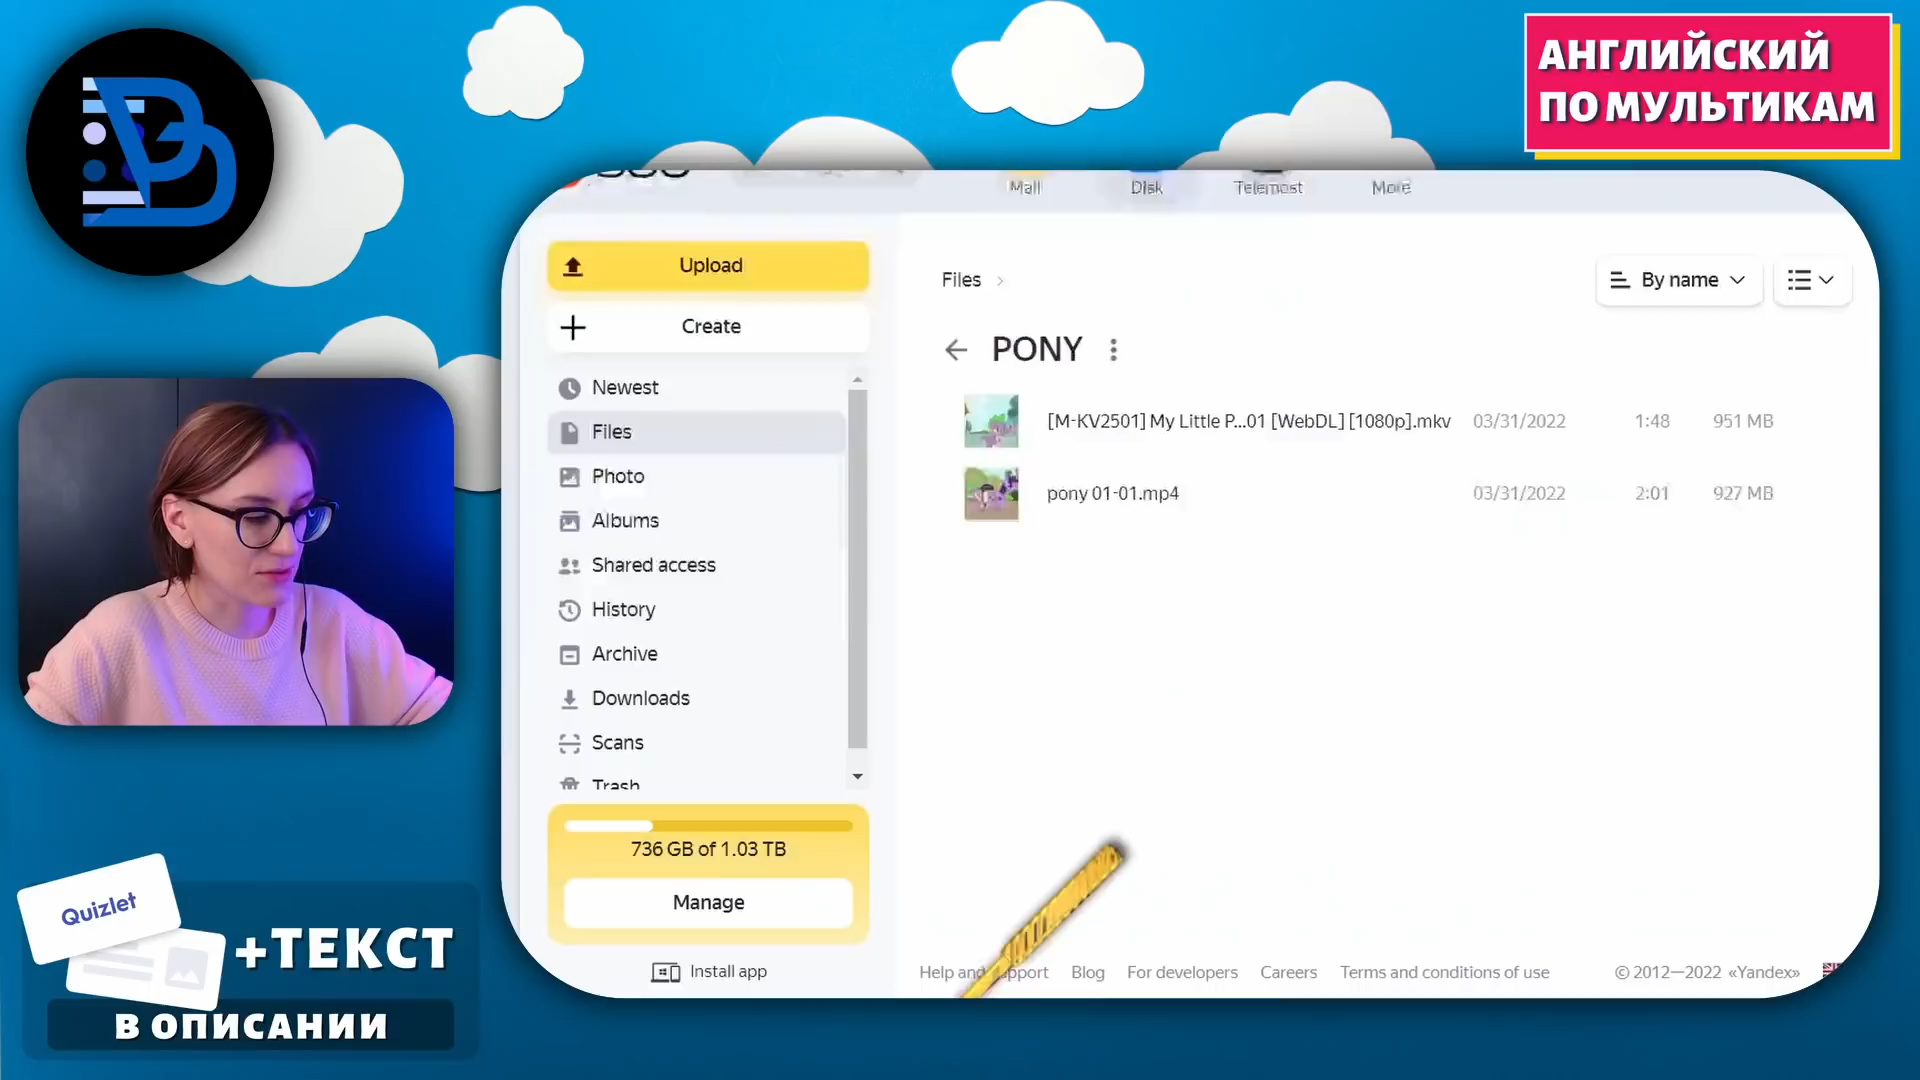 АНГЛИЙСКИЙ
ПО МУЛЬТИКАМ
360
Mail
Disk
Telemost
More
Upload
Create
Newest
Files
Photo
Albums
Shared access
History
Archive
Downloads
Scans
Trash
736 GB of 1.03 TB
Manage
Install app
Files
By name
PONY
[M-KV2501] My Little P...01 [WebDL] [1080p].mkv 03/31/2022 1:48 951 MB
pony 01-01.mp4 03/31/2022 2:01 927 MB
Help and support Blog For developers Careers Terms and conditions of use © 2012—2022 «Yandex»
Quizlet
+ТЕКСТ
В ОПИСАНИИ